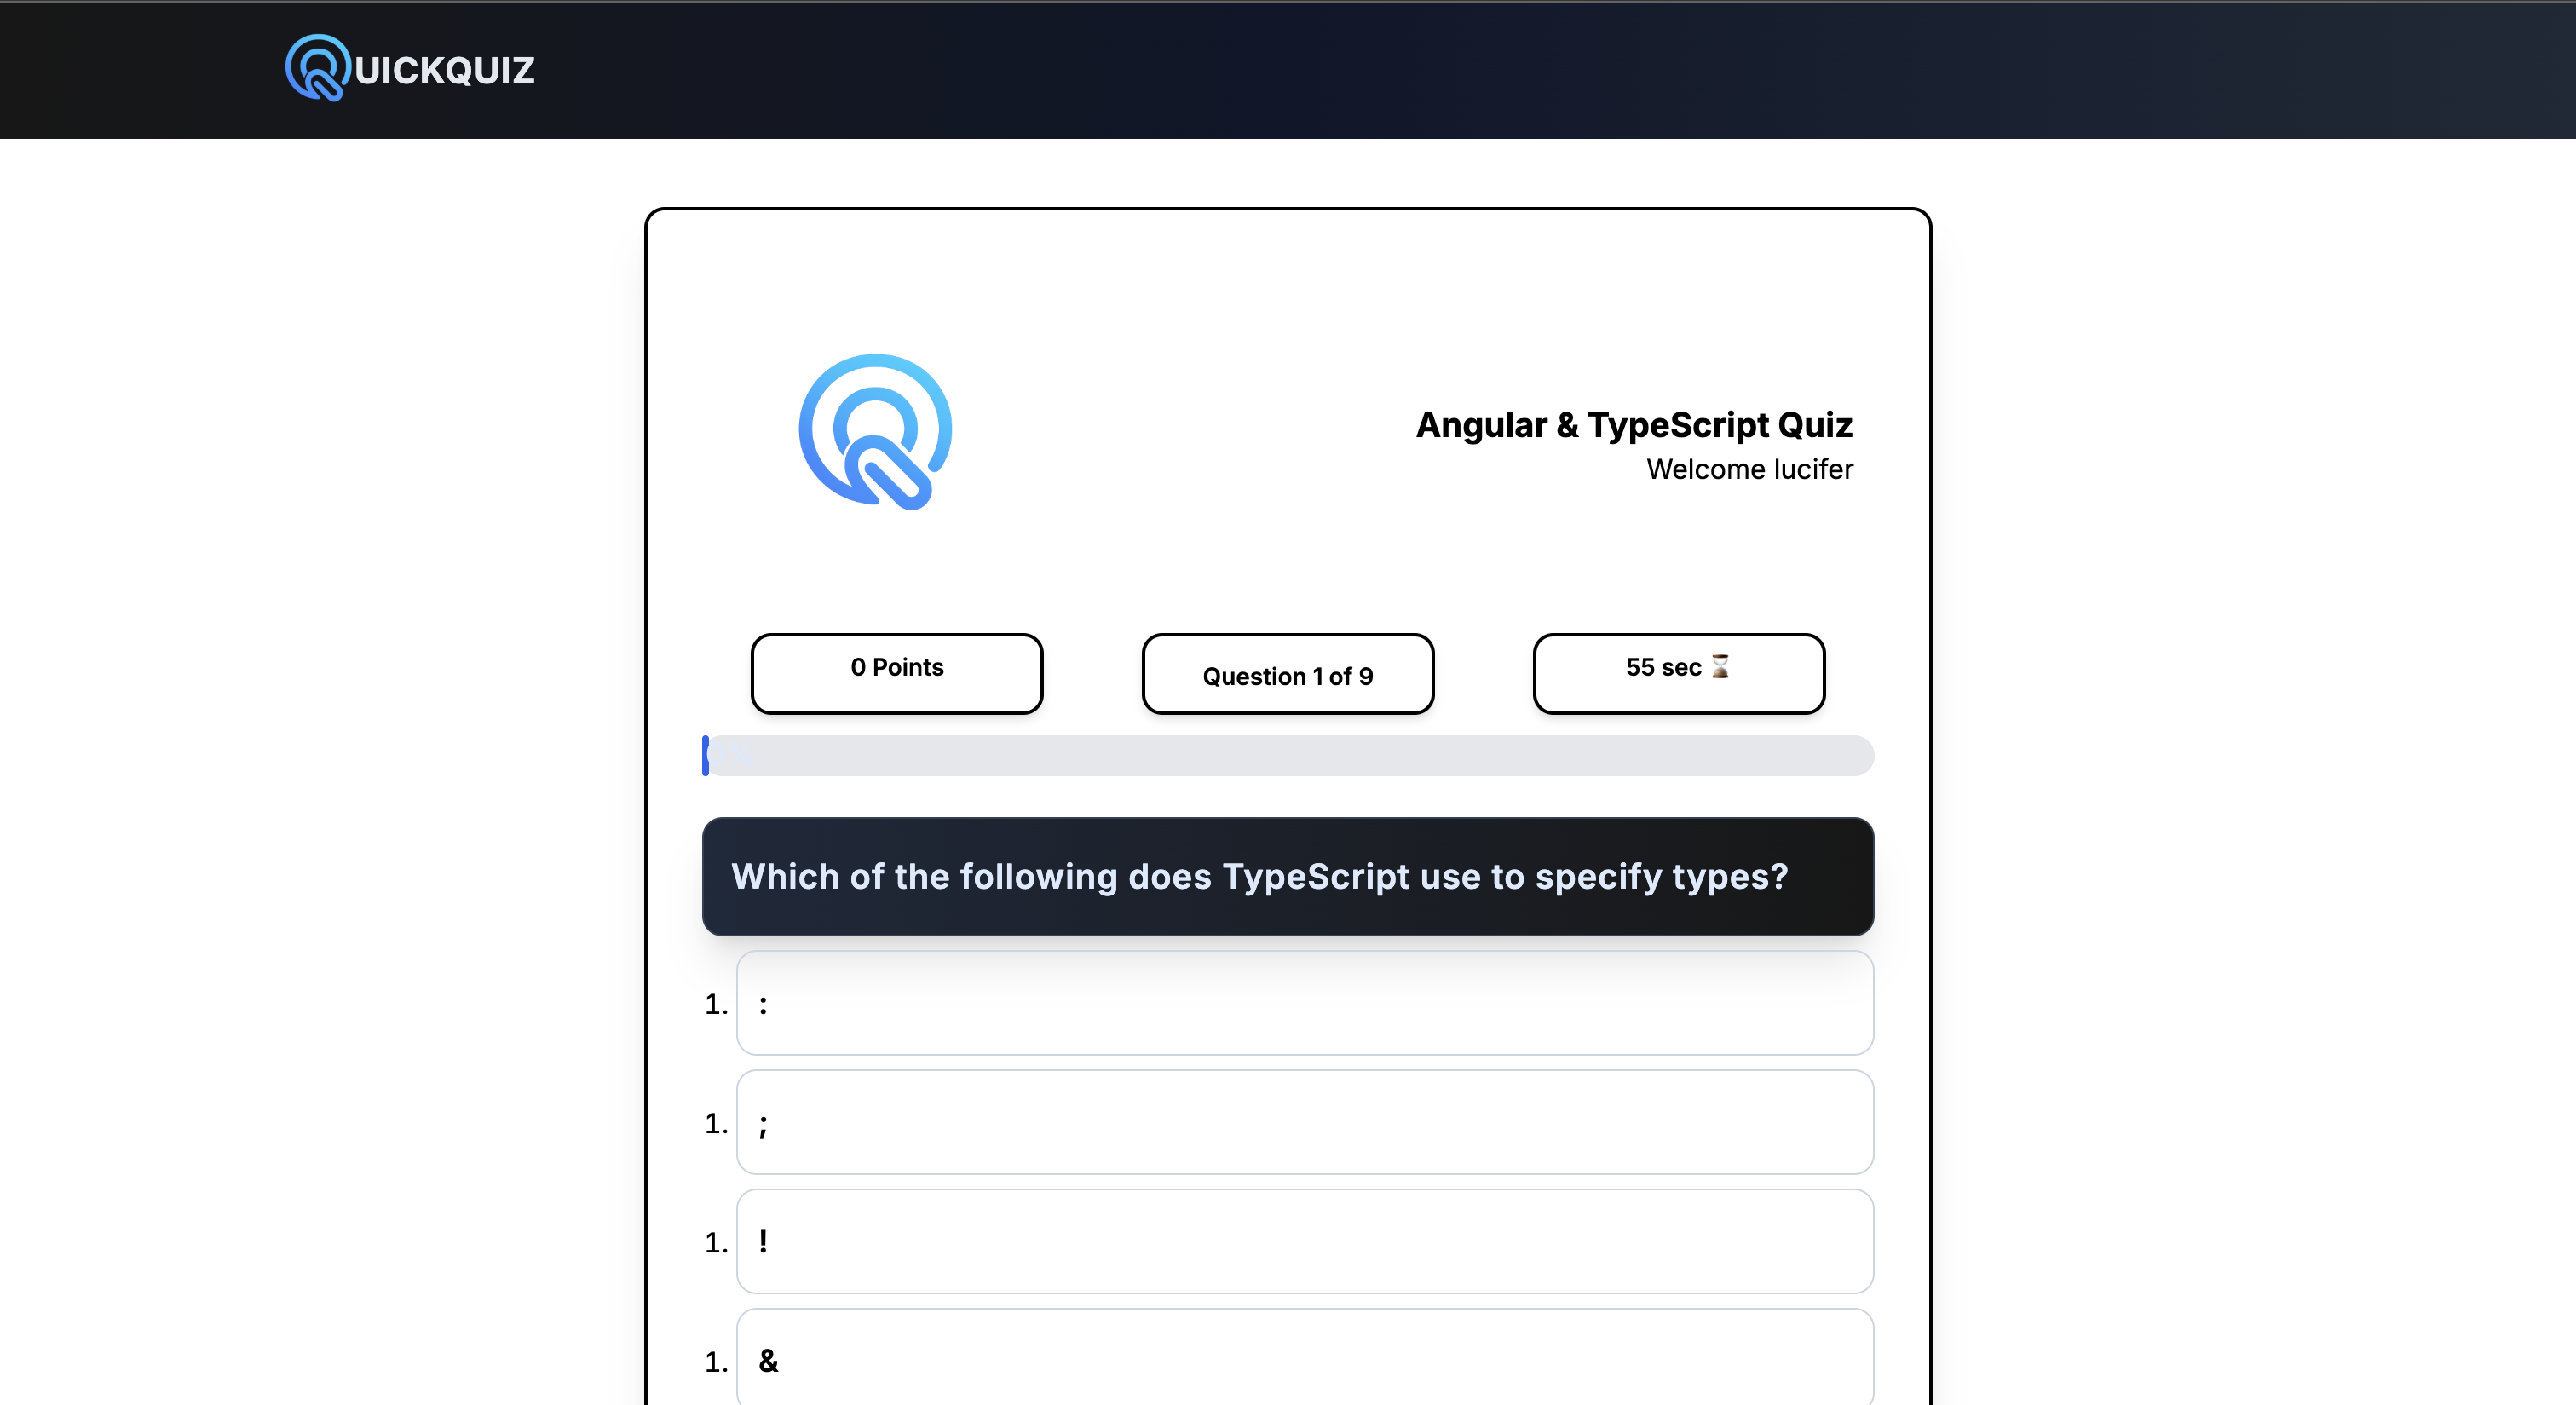 QUICKQUIZ
Angular & TypeScript Quiz
Welcome lucifer
0 Points
Question 1 of 9
55 sec ⌛
0%
Which of the following does TypeScript use to specify types?
1. :
1. ;
1. !
1. &